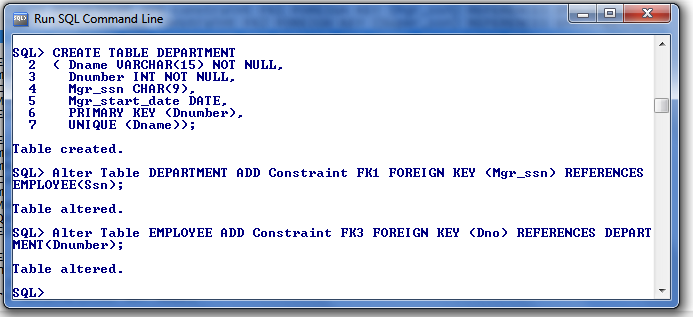 Run SQL Command Line
SQL> CREATE TABLE DEPARTMENT
2 ( Dname VARCHAR(15) NOT NULL,
3 Dnumber INT NOT NULL,
4 Mgr_ssn CHAR(9),
5 Mgr_start_date DATE,
6 PRIMARY KEY (Dnumber),
7 UNIQUE (Dname));
Table created.
SQL> Alter Table DEPARTMENT ADD Constraint FK1 FOREIGN KEY (Mgr_ssn) REFERENCES
EMPLOYEE(Ssn);
Table altered.
SQL> Alter Table EMPLOYEE ADD Constraint FK3 FOREIGN KEY (Dno) REFERENCES DEPART
MENT(Dnumber);
Table altered.
SQL>